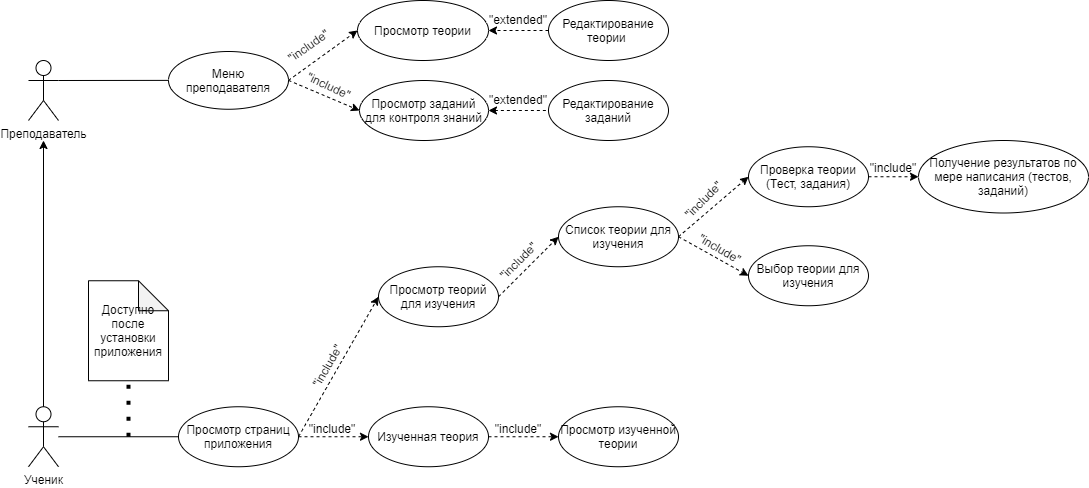 Просмотр теории
"extended"
Редактирование
теории
"include"
Меню
преподавателя
"include"
Просмотр заданий
для контроля знаний
"extended"
Редактирование
заданий
Преподаватель
Проверка теории
(Тест, задания)
"include"
Получение результатов по
мере написания (тестов,
заданий)
"include"
Список теории для
изучения
"include"
Выбор теории для
изучения
"include"
Просмотр теорий
для изучения
Доступно
после
установки
приложения
"include"
Просмотр страниц
приложения
"include"
Изученная теория
"include"
Просмотр изученной
теории
Ученик